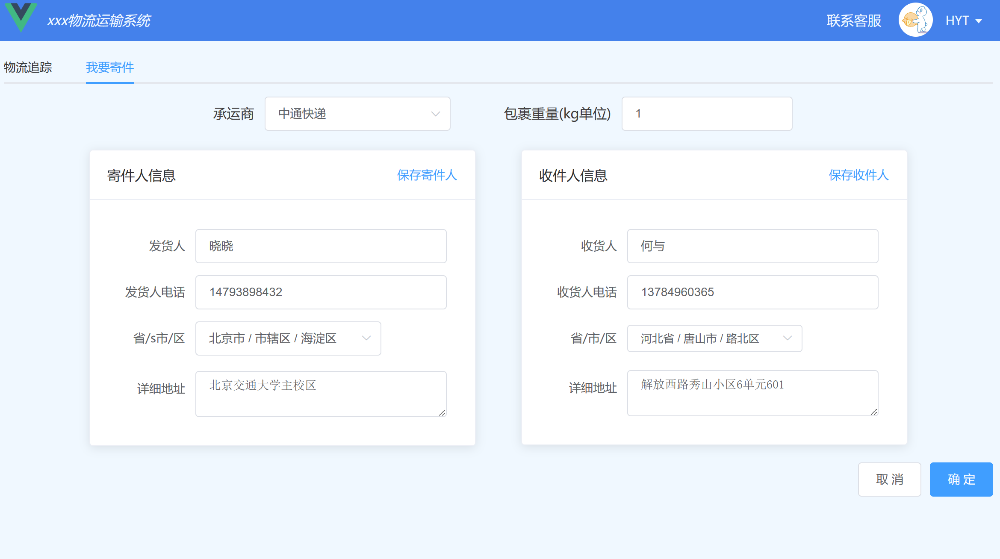 xxx物流运输系统
联系客服
HYT
物流追踪
我要寄件
承运商
中通快递
包裹重量(kg单位)
1
寄件人信息
保存寄件人
发货人
晓晓
发货人电话
14793898432
省/s市/区
北京市 / 市辖区 / 海淀区
详细地址
北京交通大学主校区
收件人信息
保存收件人
收货人
何与
收货人电话
13784960365
省/市/区
河北省 / 唐山市 / 路北区
详细地址
解放西路秀山小区6单元601
取 消
确 定